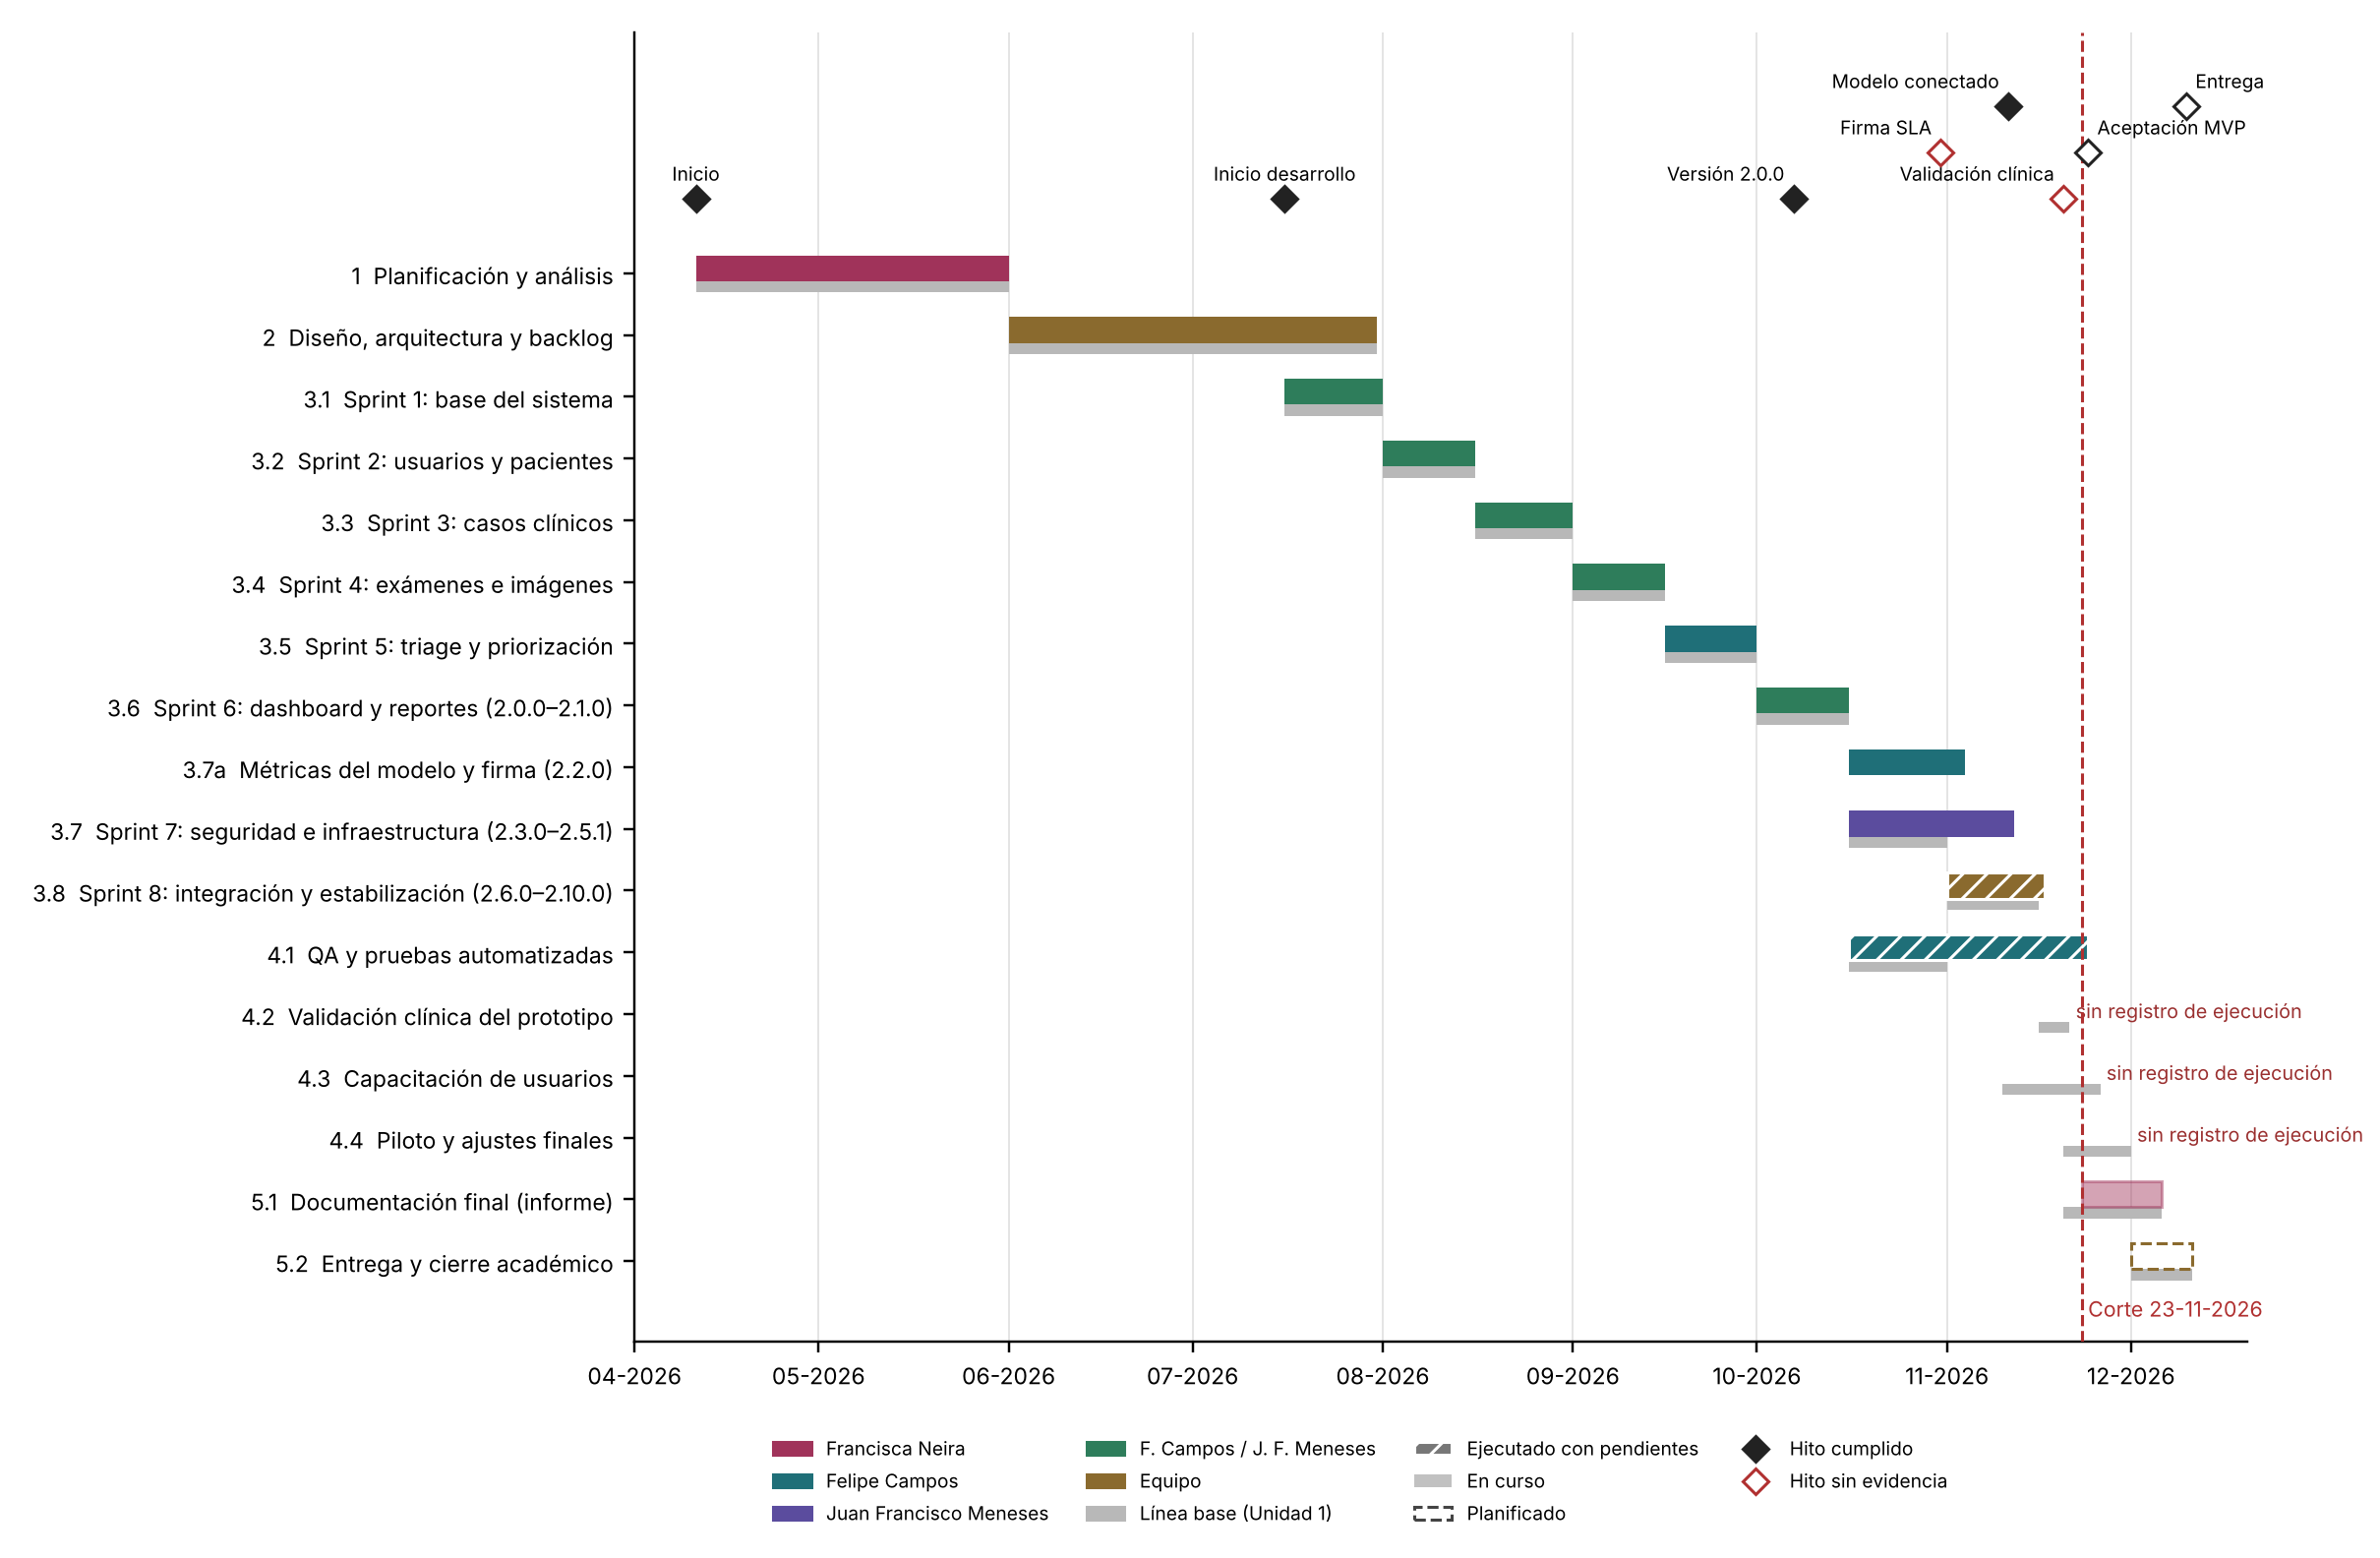 Modelo conectado
Entrega
Firma SLA
Aceptación MVP
Inicio
Inicio desarrollo
Versión 2.0.0
Validación clínica
1 Planificación y análisis
2 Diseño, arquitectura y backlog
3.1 Sprint 1: base del sistema
3.2 Sprint 2: usuarios y pacientes
3.3 Sprint 3: casos clínicos
3.4 Sprint 4: exámenes e imágenes
3.5 Sprint 5: triage y priorización
3.6 Sprint 6: dashboard y reportes (2.0.0–2.1.0)
3.7a Métricas del modelo y firma (2.2.0)
3.7 Sprint 7: seguridad e infraestructura (2.3.0–2.5.1)
3.8 Sprint 8: integración y estabilización (2.6.0–2.10.0)
4.1 QA y pruebas automatizadas
4.2 Validación clínica del prototipo
sin registro de ejecución
4.3 Capacitación de usuarios
sin registro de ejecución
4.4 Piloto y ajustes finales
sin registro de ejecución
5.1 Documentación final (informe)
5.2 Entrega y cierre académico
Corte 23-11-2026
04-2026 05-2026 06-2026 07-2026 08-2026 09-2026 10-2026 11-2026 12-2026
Francisca Neira
Felipe Campos
Juan Francisco Meneses
F. Campos / J. F. Meneses
Equipo
Línea base (Unidad 1)
Ejecutado con pendientes
En curso
Planificado
Hito cumplido
Hito sin evidencia